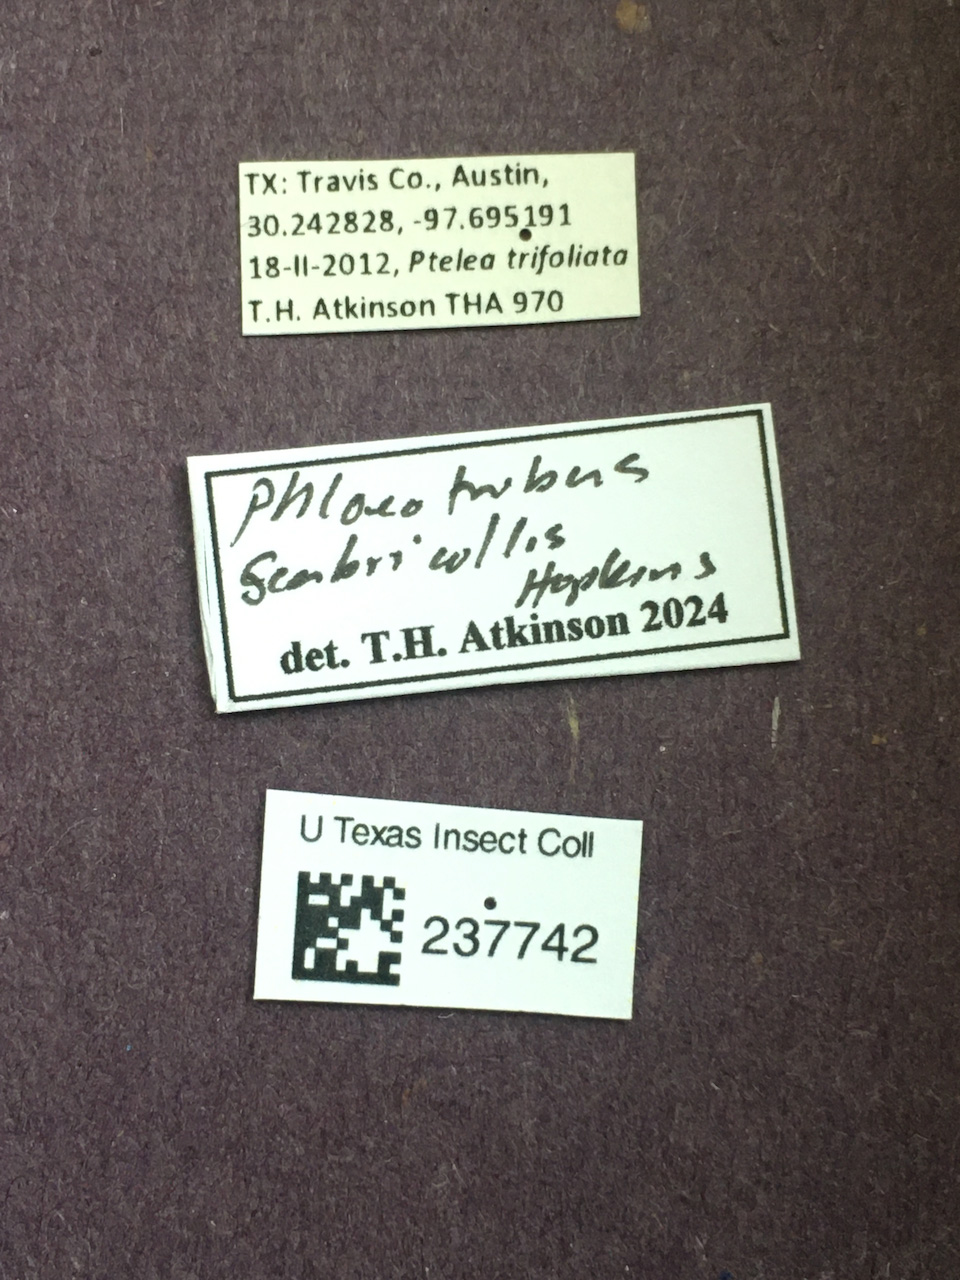 TX: Travis Co., Austin,
30.242828, -97.695191
18-II-2012, Ptelea trifoliata
T.H. Atkinson THA 970
Phloeotribus
scabricollis
Hopkins
det. T.H. Atkinson 2024
U Texas Insect Coll
237742